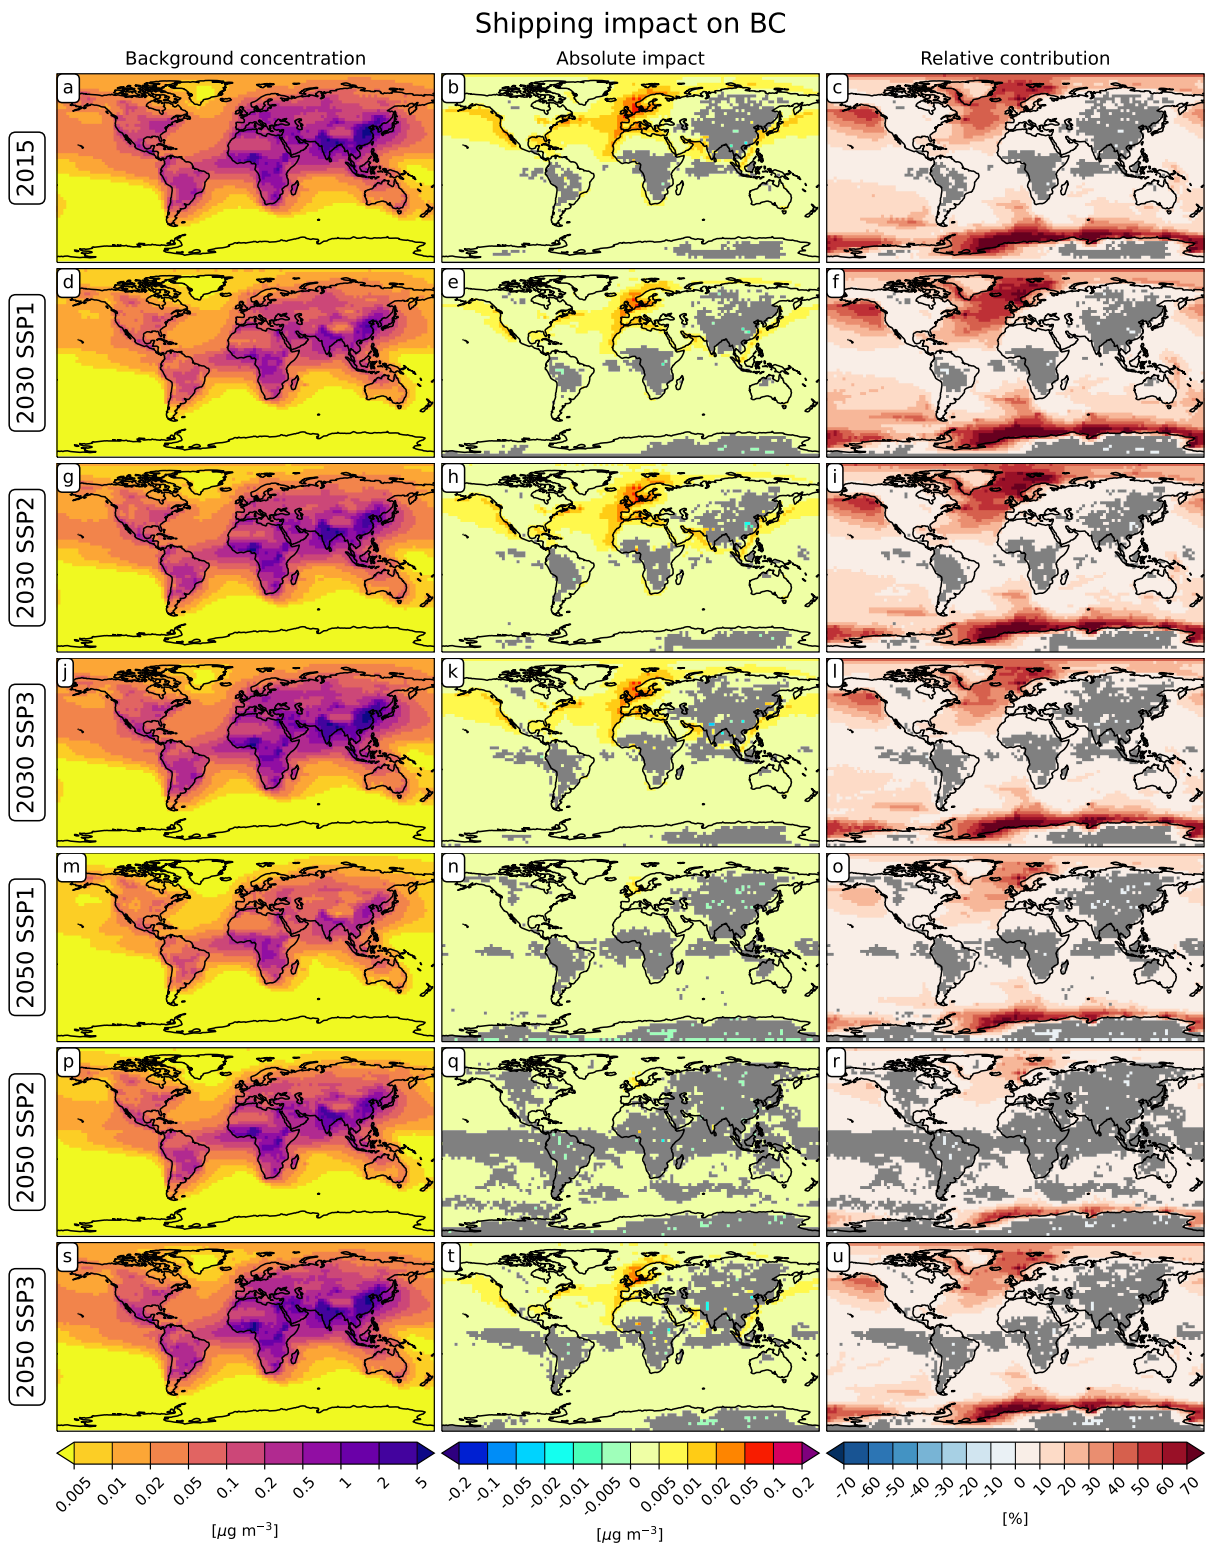 Shipping impact on BC
Background concentration
Absolute impact
Relative contribution
2015
a
b
c
2030 SSP1
d
e
f
2030 SSP2
g
h
i
2030 SSP3
j
k
l
2050 SSP1
m
n
o
2050 SSP2
p
q
r
2050 SSP3
s
t
u
0.005 0.01 0.02 0.05 0.1 0.2 0.5 1 2 5
[μg m⁻³]
-0.2 -0.1 -0.05 -0.02 -0.01 -0.005 0 0.005 0.01 0.02 0.05 0.1 0.2
[μg m⁻³]
-70 -60 -50 -40 -30 -20 -10 0 10 20 30 40 50 60 70
[%]